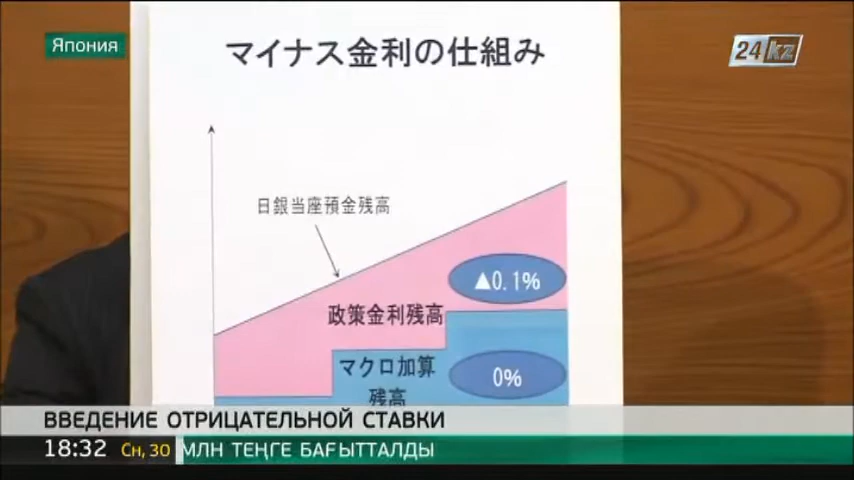 Япония
マイナス金利の仕組み
24kz
日銀当座預金残高
▲0.1%
政策金利残高
マクロ加算
残高
0%
ВВЕДЕНИЕ ОТРИЦАТЕЛЬНОЙ СТАВКИ
18:32 Сн, 30 МЛН ТЕҢГЕ БАҒЫТТАЛДЫ